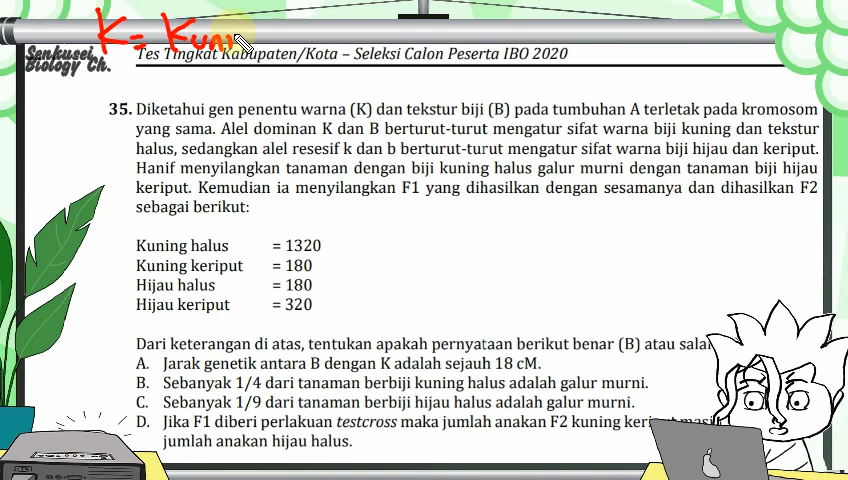 K = Kuni
Senkusei
Biology Ch.
Tes Tingkat Kabupaten/Kota – Seleksi Calon Peserta IBO 2020
35. Diketahui gen penentu warna (K) dan tekstur biji (B) pada tumbuhan A terletak pada kromosom
yang sama. Alel dominan K dan B berturut-turut mengatur sifat warna biji kuning dan tekstur
halus, sedangkan alel resesif k dan b berturut-turut mengatur sifat warna biji hijau dan keriput.
Hanif menyilangkan tanaman dengan biji kuning halus galur murni dengan tanaman biji hijau
keriput. Kemudian ia menyilangkan F1 yang dihasilkan dengan sesamanya dan dihasilkan F2
sebagai berikut:
Kuning halus = 1320
Kuning keriput = 180
Hijau halus = 180
Hijau keriput = 320
Dari keterangan di atas, tentukan apakah pernyataan berikut benar (B) atau sala
A. Jarak genetik antara B dengan K adalah sejauh 18 cM.
B. Sebanyak 1/4 dari tanaman berbiji kuning halus adalah galur murni.
C. Sebanyak 1/9 dari tanaman berbiji hijau halus adalah galur murni.
D. Jika F1 diberi perlakuan testcross maka jumlah anakan F2 kuning
jumlah anakan hijau halus.